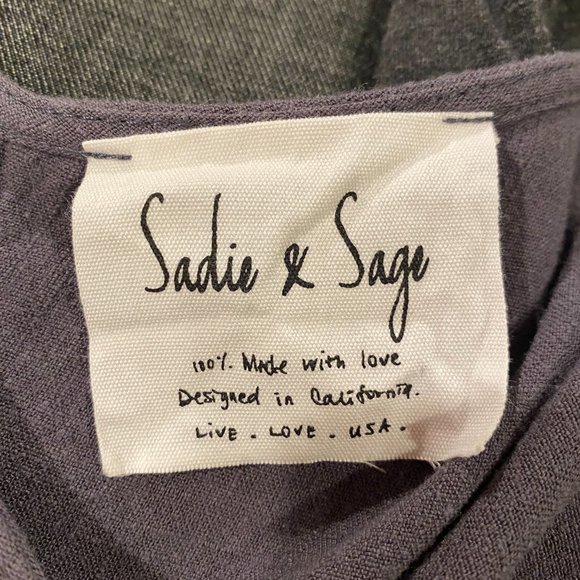 Sadie & Sage
100% Made with love
Designed in California.
LIVE. LOVE. USA.